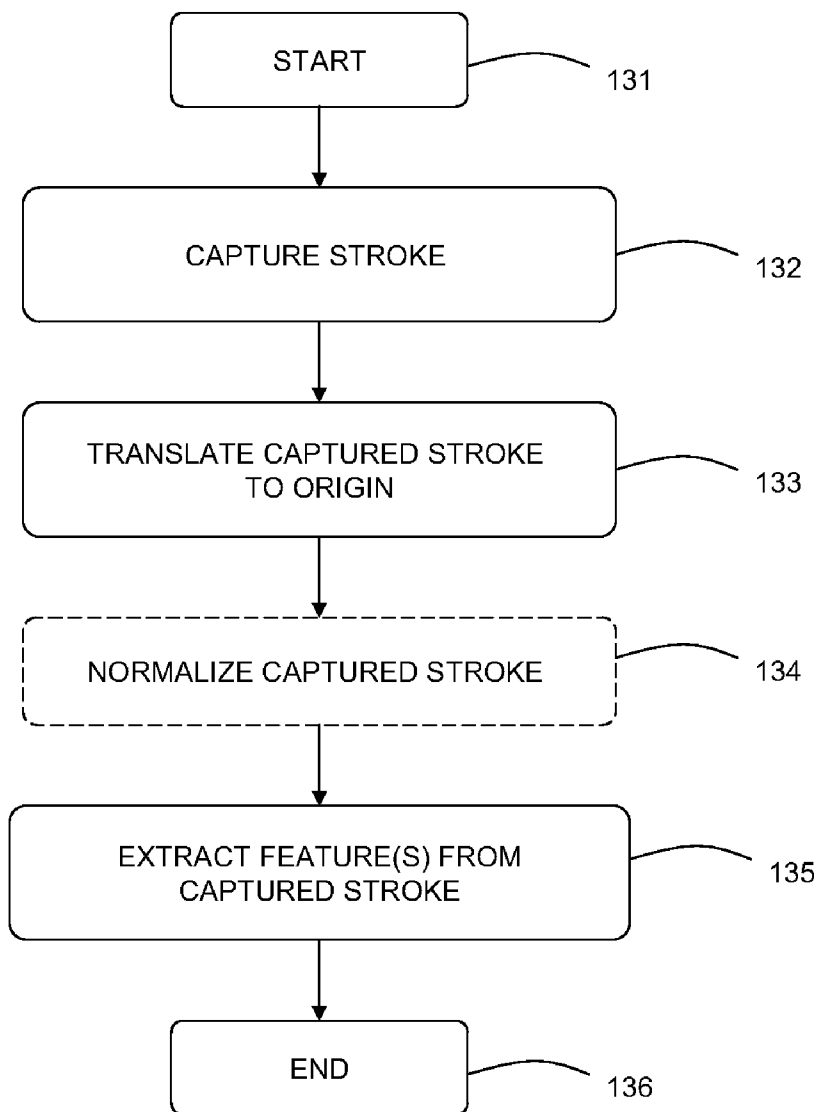 START
131
CAPTURE STROKE
132
TRANSLATE CAPTURED STROKE
TO ORIGIN
133
NORMALIZE CAPTURED STROKE
134
EXTRACT FEATURE(S) FROM
CAPTURED STROKE
135
END
136